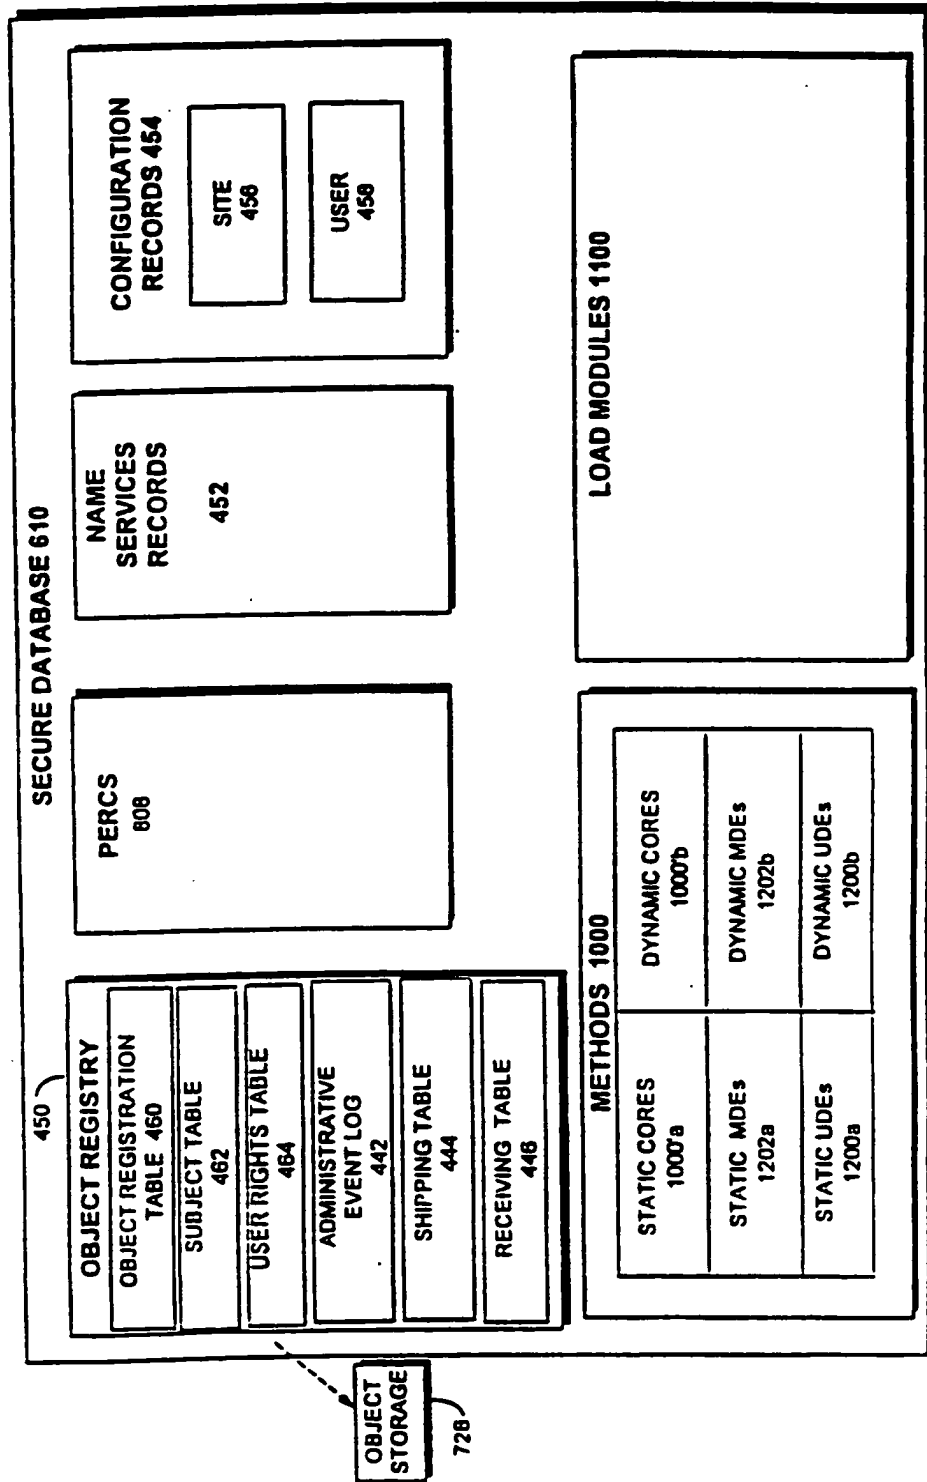 SECURE DATABASE 610
450
OBJECT REGISTRY
OBJECT REGISTRATION
TABLE 460
SUBJECT TABLE
462
USER RIGHTS TABLE
464
ADMINISTRATIVE
EVENT LOG
442
SHIPPING TABLE
444
RECEIVING TABLE
446
OBJECT
STORAGE
728
PERCS
808
NAME
SERVICES
RECORDS
452
CONFIGURATION
RECORDS 454
SITE
456
USER
458
METHODS 1000
STATIC CORES
1000'a
DYNAMIC CORES
1000'b
STATIC MDEs
1202a
DYNAMIC MDEs
1202b
STATIC UDEs
1200a
DYNAMIC UDEs
1200b
LOAD MODULES 1100